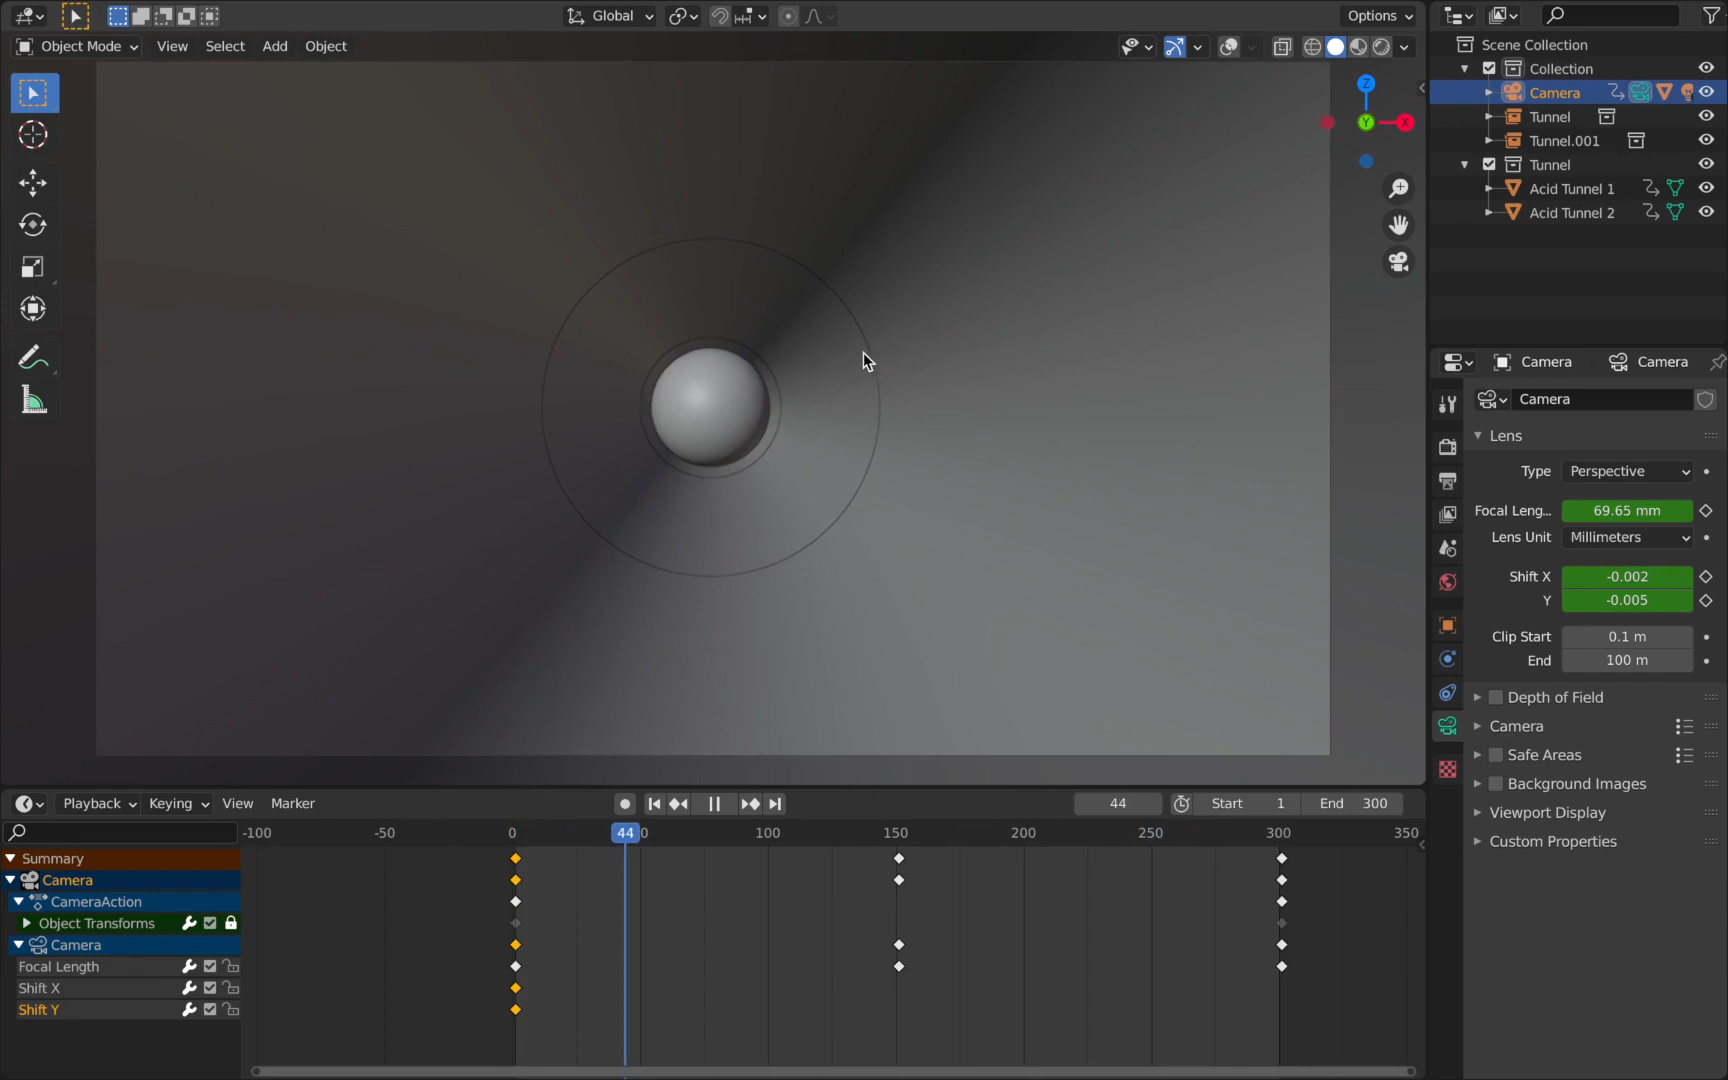 Global
Options
Object Mode View Select Add Object
Z
Y X
Scene Collection
Collection
Camera
Tunnel
Tunnel.001
Tunnel
Acid Tunnel 1
Acid Tunnel 2
Camera Camera
Camera
Lens
Type Perspective
Focal Leng... 69.65 mm
Lens Unit Millimeters
Shift X -0.002
Y -0.005
Clip Start 0.1 m
End 100 m
Depth of Field
Camera
Safe Areas
Background Images
Viewport Display
Custom Properties
Playback Keying View Marker
44 Start 1 End 300
-100 -50 0 44 0 100 150 200 250 300 350
Summary
Camera
CameraAction
Object Transforms
Camera
Focal Length
Shift X
Shift Y